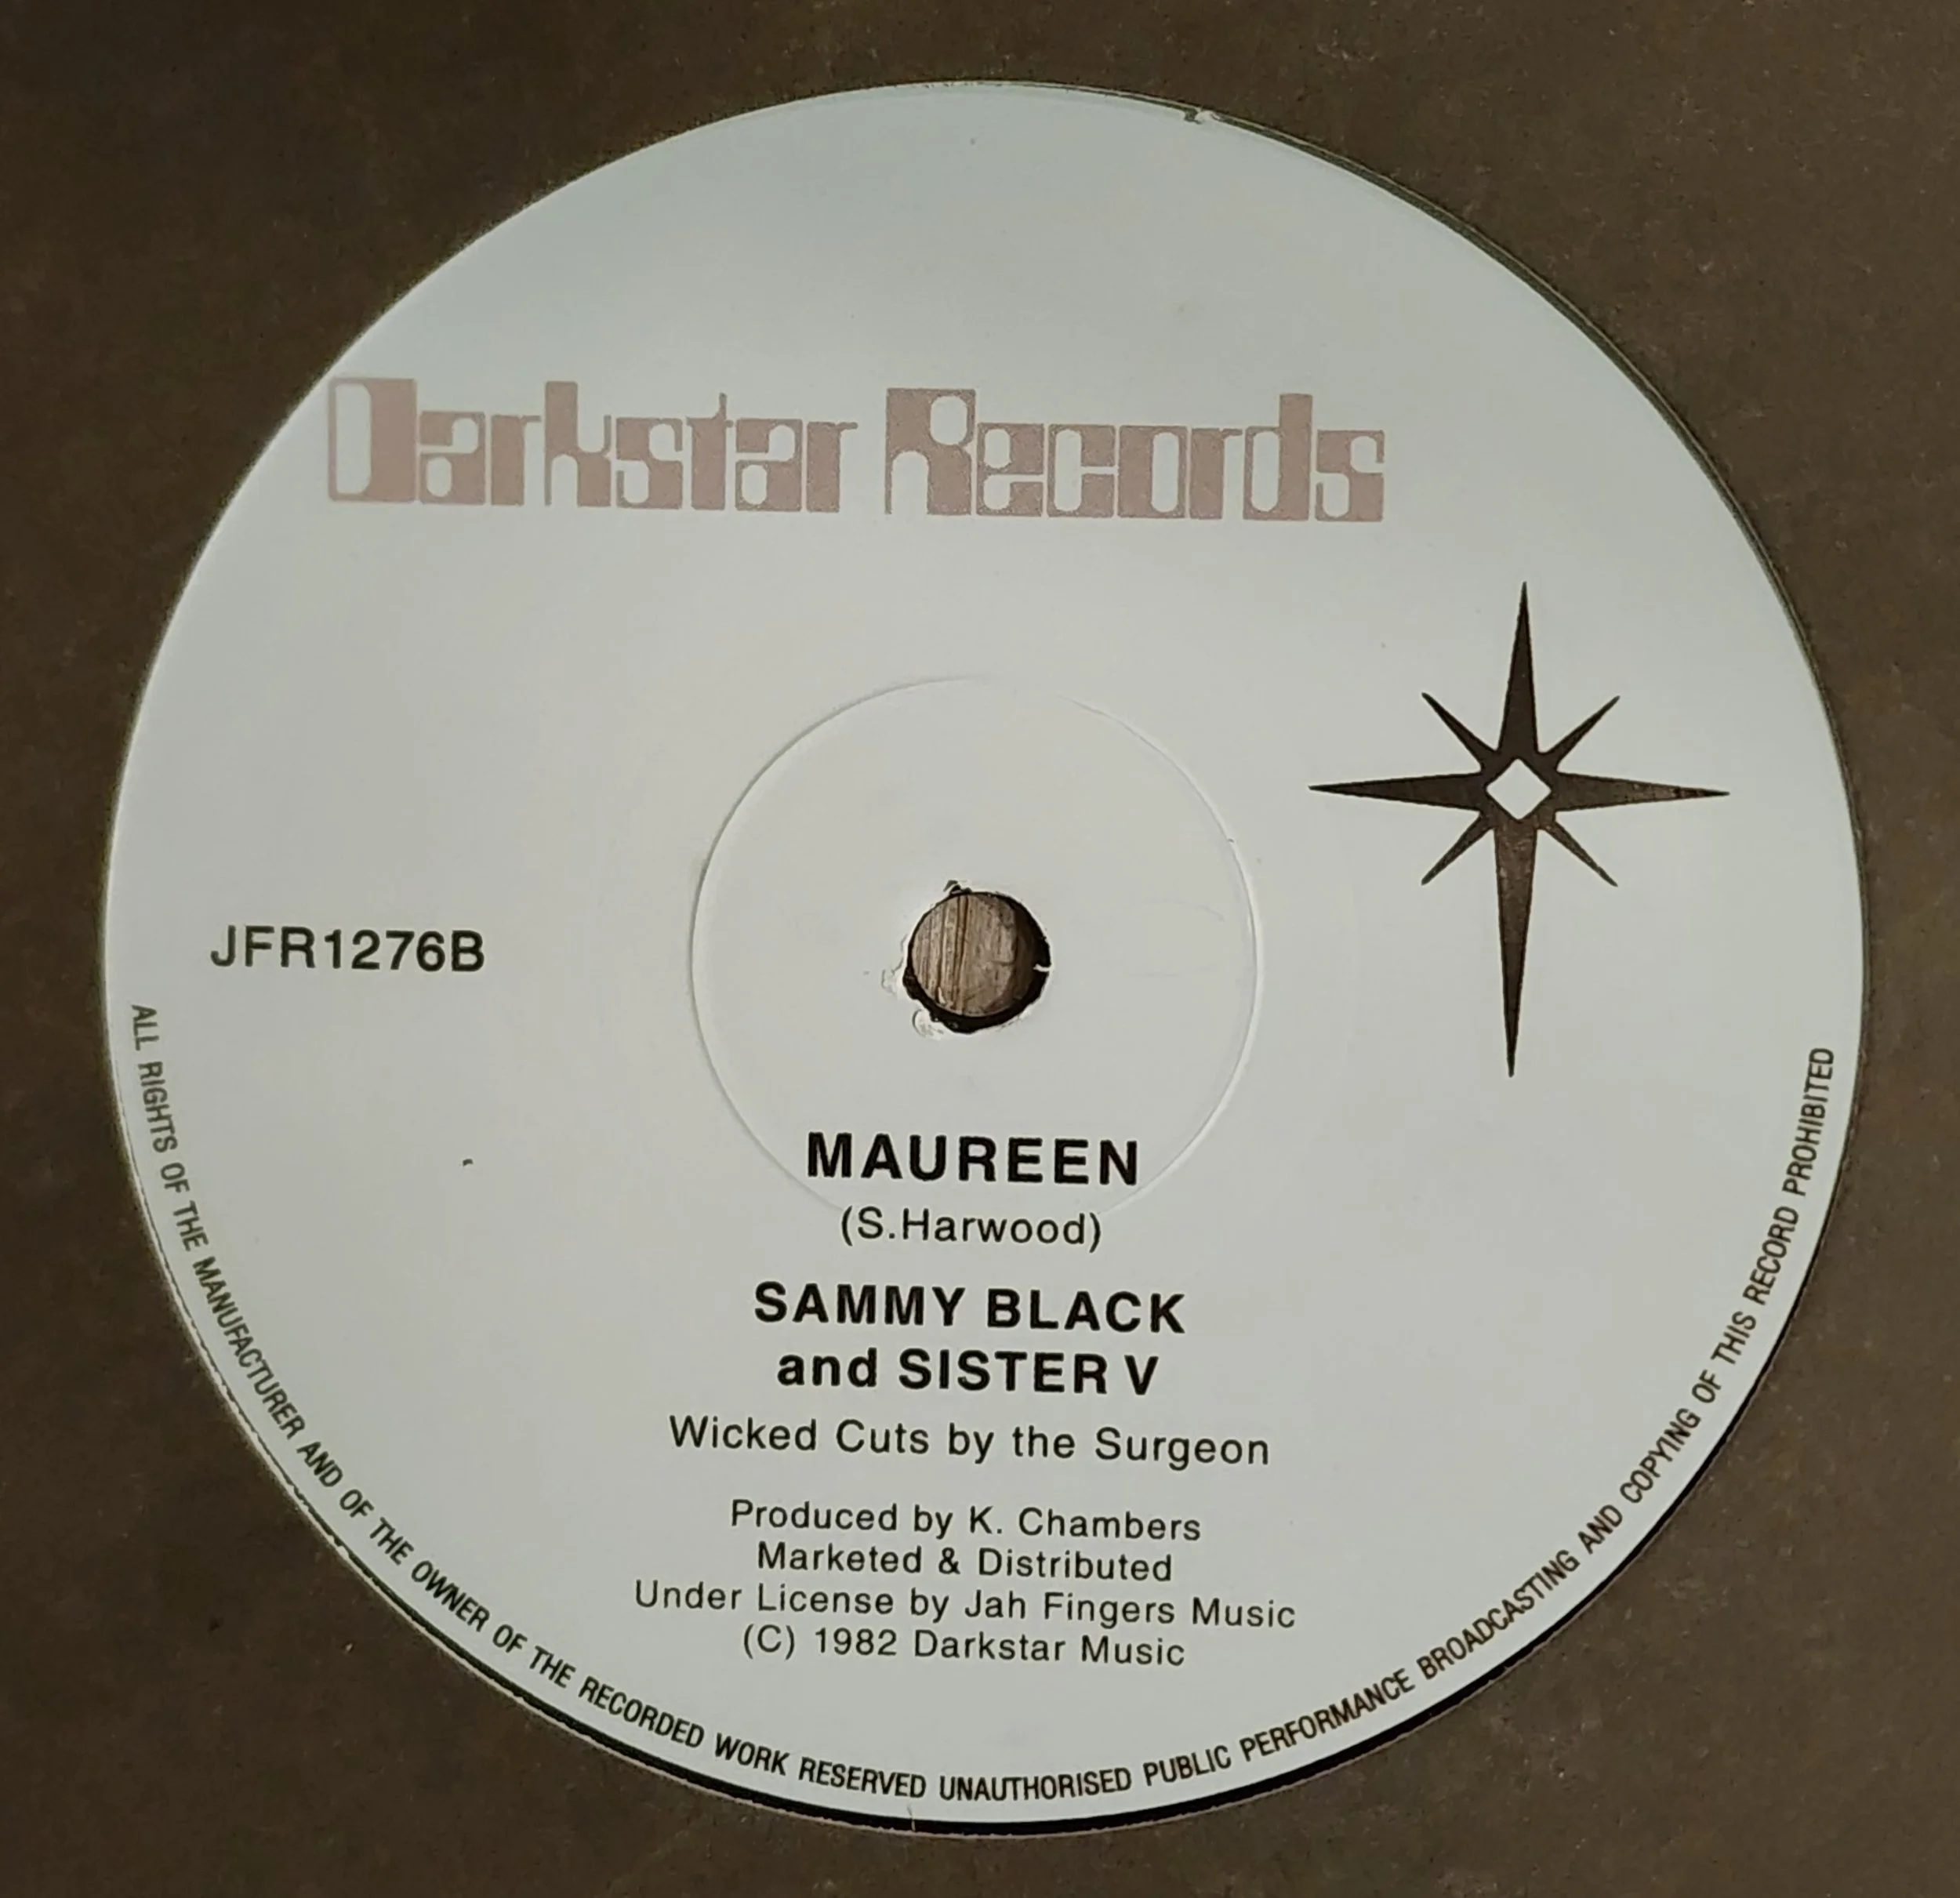 Darkstar Records
JFR1276B
MAUREEN
(S.Harwood)
SAMMY BLACK
and SISTER V
Wicked Cuts by the Surgeon
Produced by K. Chambers
Marketed & Distributed
Under License by Jah Fingers Music
(C) 1982 Darkstar Music
ALL RIGHTS OF THE MANUFACTURER AND OF THE OWNER OF THE RECORDED WORK RESERVED UNAUTHORISED PUBLIC PERFORMANCE BROADCASTING AND COPYING OF THIS RECORD PROHIBITED